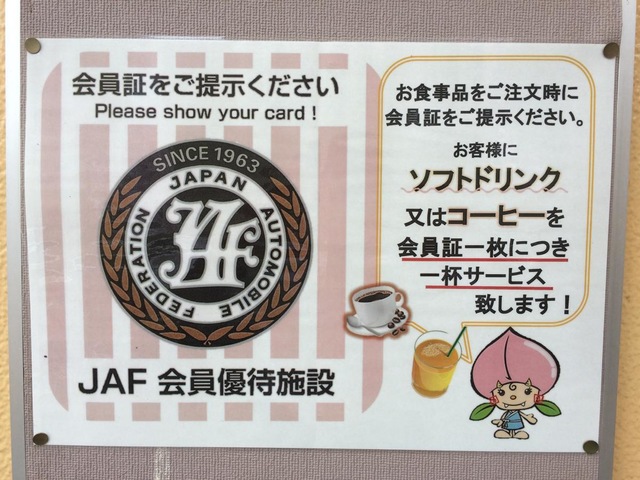 会員証をご提示ください
Please show your card !
SINCE 1963
JAPAN AUTOMOBILE FEDERATION
JAF
JAF 会員優待施設
お食事品をご注文時に
会員証をご提示ください。
お客様に
ソフトドリンク
又はコーヒーを
会員証一枚につき
一杯サービス
致します！